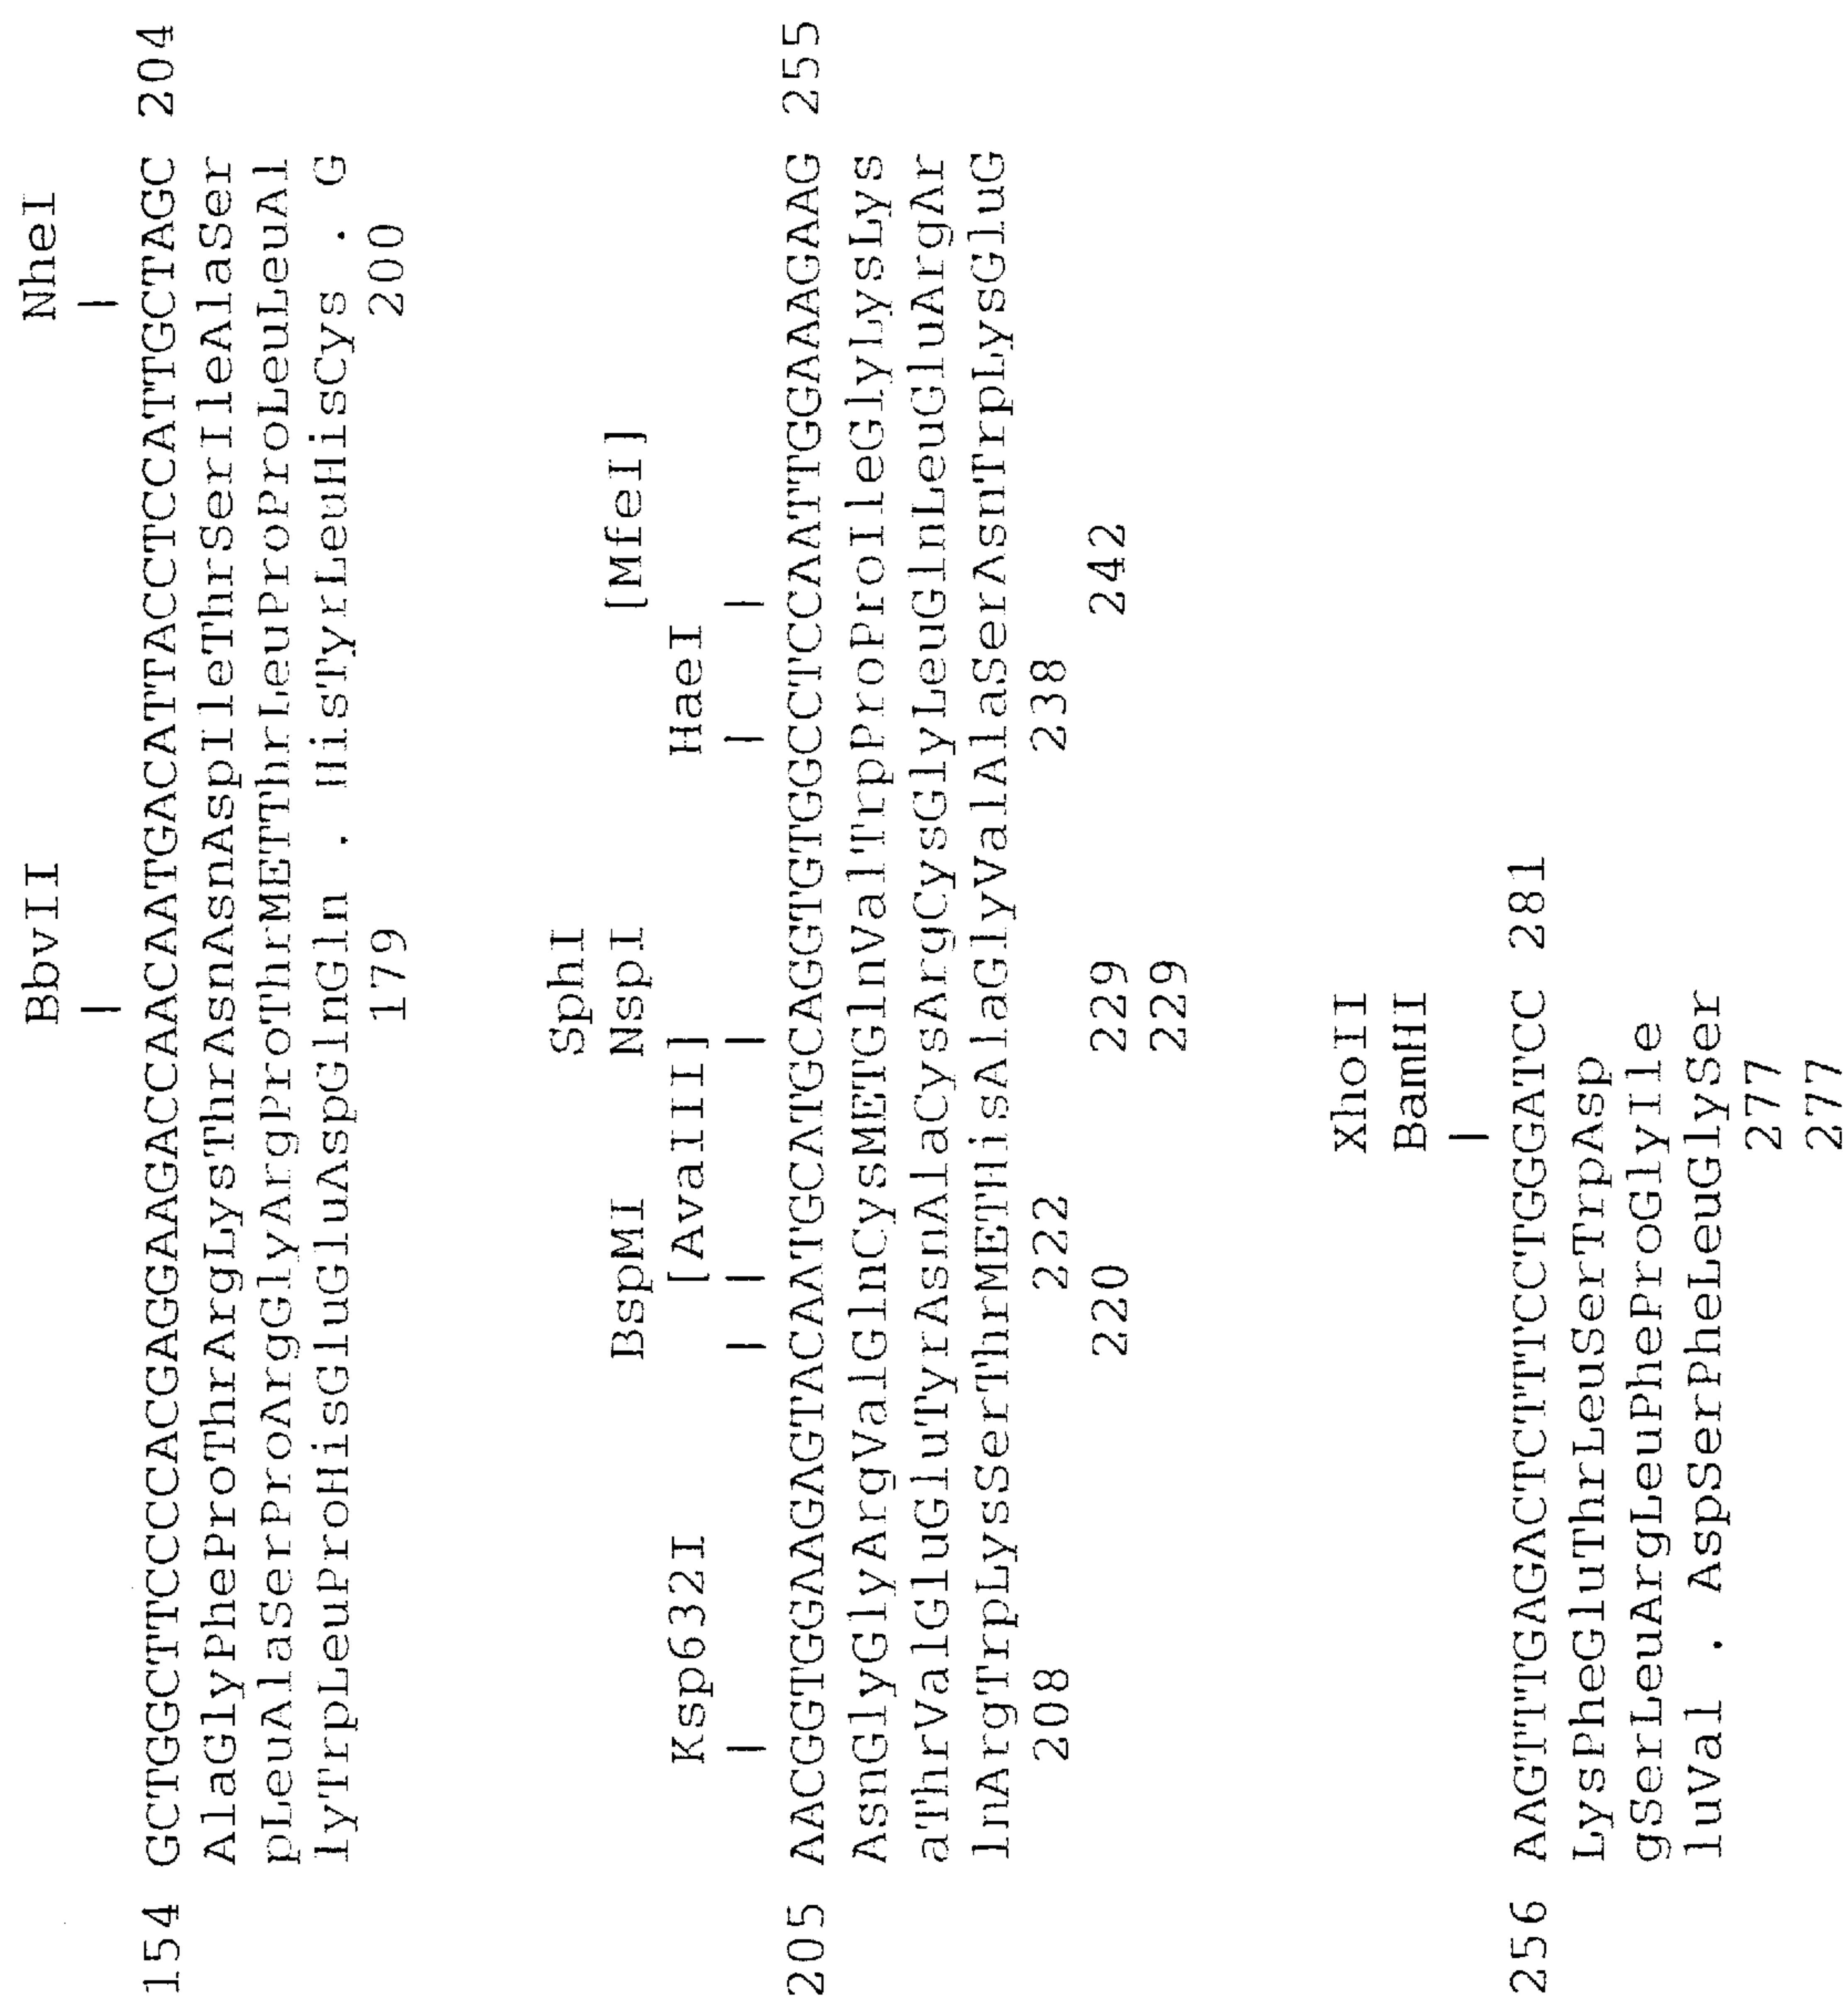 BbvII NheI
154 GCTGGCTTCCCCACGAGGAAGACCAACAATGACATTACCTCCATTGCTAGC 204
AlaGlyPheProThrArgLysThrAsnAsnAspIleThrSerIleAlaSer
pLeuAlaSerProArgGlyArgProThrMETThrLeuProProLeuLeuAl
lyTrpLeuProHisGluGluAspGlnGln . HisTyrLeuHisCys . G
179 200
SphI
BspMI NspI [MfeI]
Ksp632I [AvaIII] HaeI
205 AACGGTGGAAGAGTACAATGCATGCAGGTGTGGCCTCCAATTGGAAAGAAG 255
AsnGlyGlyArgValGlnCysMETGlnValTrpProProIleGlyLysLys
aThrValGluGluTyrAsnAlaCysArgCysGlyLeuGlnLeuGluArgAr
lnArgTrpLysSerThrMETHisAlaGlyValAlaSerAsnTrpLysGluG
208 222 238
220 229 242
229
XhoII
BamHI
256 AAGTTTGAGACTCTTTCCTGGGATCC 281
LysPheGluThrLeuSerTrpAsp
gSerLeuArgLeuPheProGlyIle
luVal . AspSerPheLeuGlySer
277
277